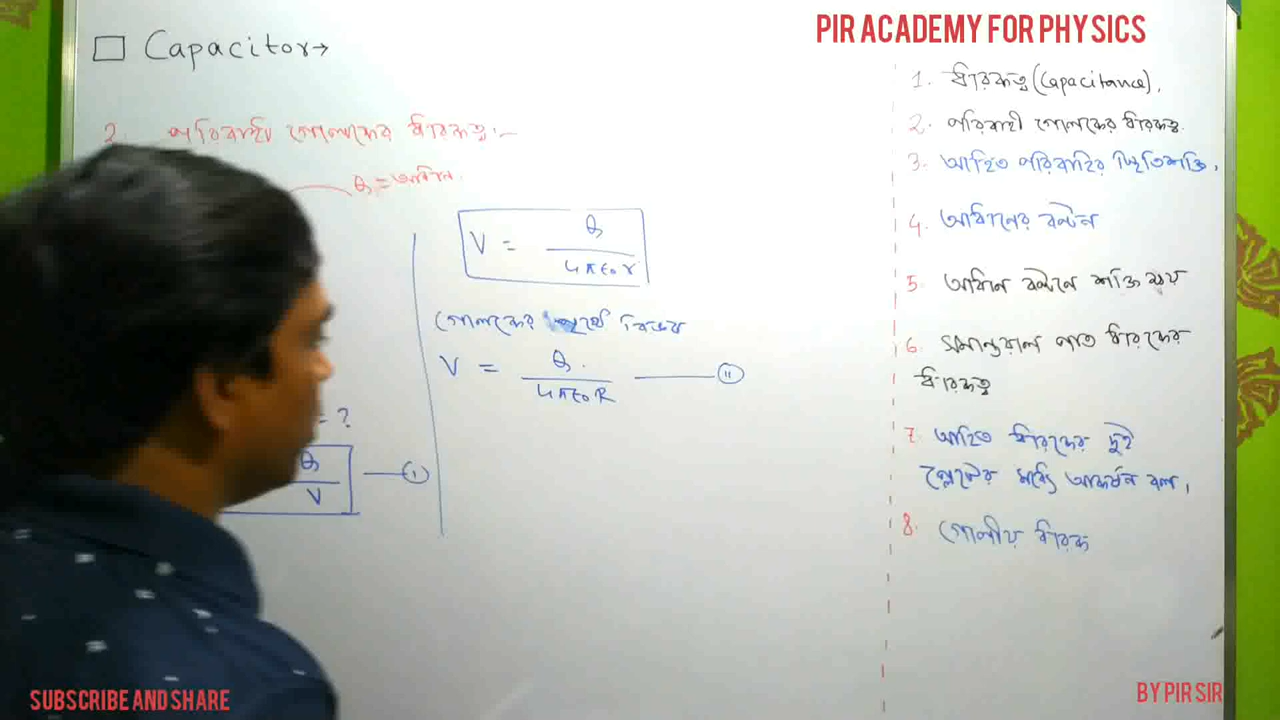 PIR ACADEMY FOR PHYSICS
□ Capacitor→
2. পরিবাহী গোলকের ধারকত্ব :-
Q = আধান
V = Q / 4πϵ₀r
গোলকের পৃষ্ঠে বিভব
V = Q / 4πϵ₀R —— (ii)
= ?
Q / V —— (i)
1. ধারকত্ব (Capacitance).
2. পরিবাহী গোলকের ধারকত্ব.
3. আহিত পরিবাহির স্থিতিশক্তি,
4. আধানের বন্টন
5. আধান বন্টনে শক্তি ক্ষয়
6. সমান্তরাল পাত ধারকের
ধারকত্ব
7. আহিত ধারকের দুই
প্লেটের মধ্যে আকর্ষন বল,
8. গোলীয় ধারক
SUBSCRIBE AND SHARE
BY PIR SIR